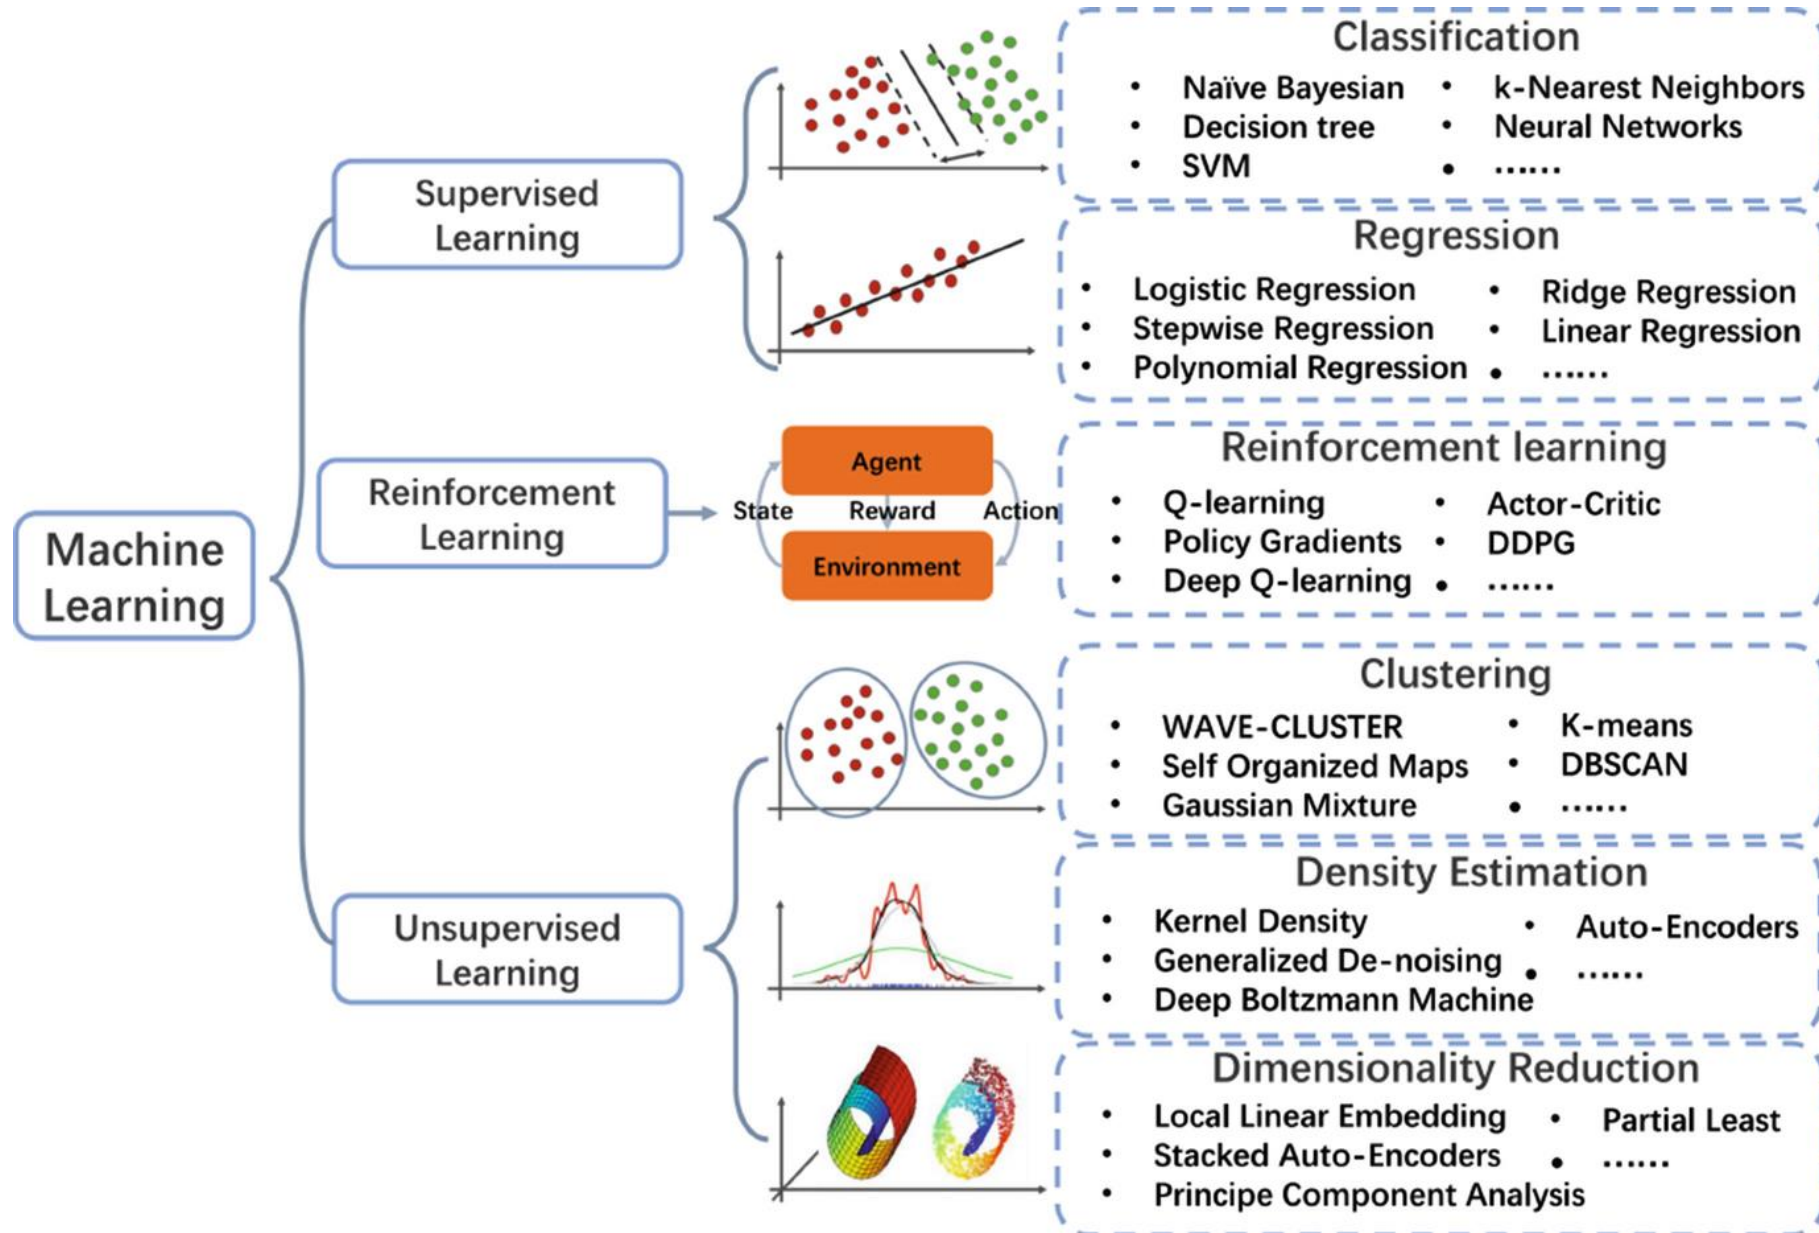 Machine
Learning
Supervised
Learning
Classification
• Naïve Bayesian
• Decision tree
• SVM
• k-Nearest Neighbors
• Neural Networks
• ……
Regression
• Logistic Regression
• Stepwise Regression
• Polynomial Regression
• Ridge Regression
• Linear Regression
• ……
Reinforcement
Learning
Agent
State Reward Action
Environment
Reinforcement learning
• Q-learning
• Policy Gradients
• Deep Q-learning
• Actor-Critic
• DDPG
• ……
Unsupervised
Learning
Clustering
• WAVE-CLUSTER
• Self Organized Maps
• Gaussian Mixture
• K-means
• DBSCAN
• ……
Density Estimation
• Kernel Density
• Generalized De-noising
• Deep Boltzmann Machine
• Auto-Encoders
• ……
Dimensionality Reduction
• Local Linear Embedding
• Stacked Auto-Encoders
• Principe Component Analysis
• Partial Least
• ……